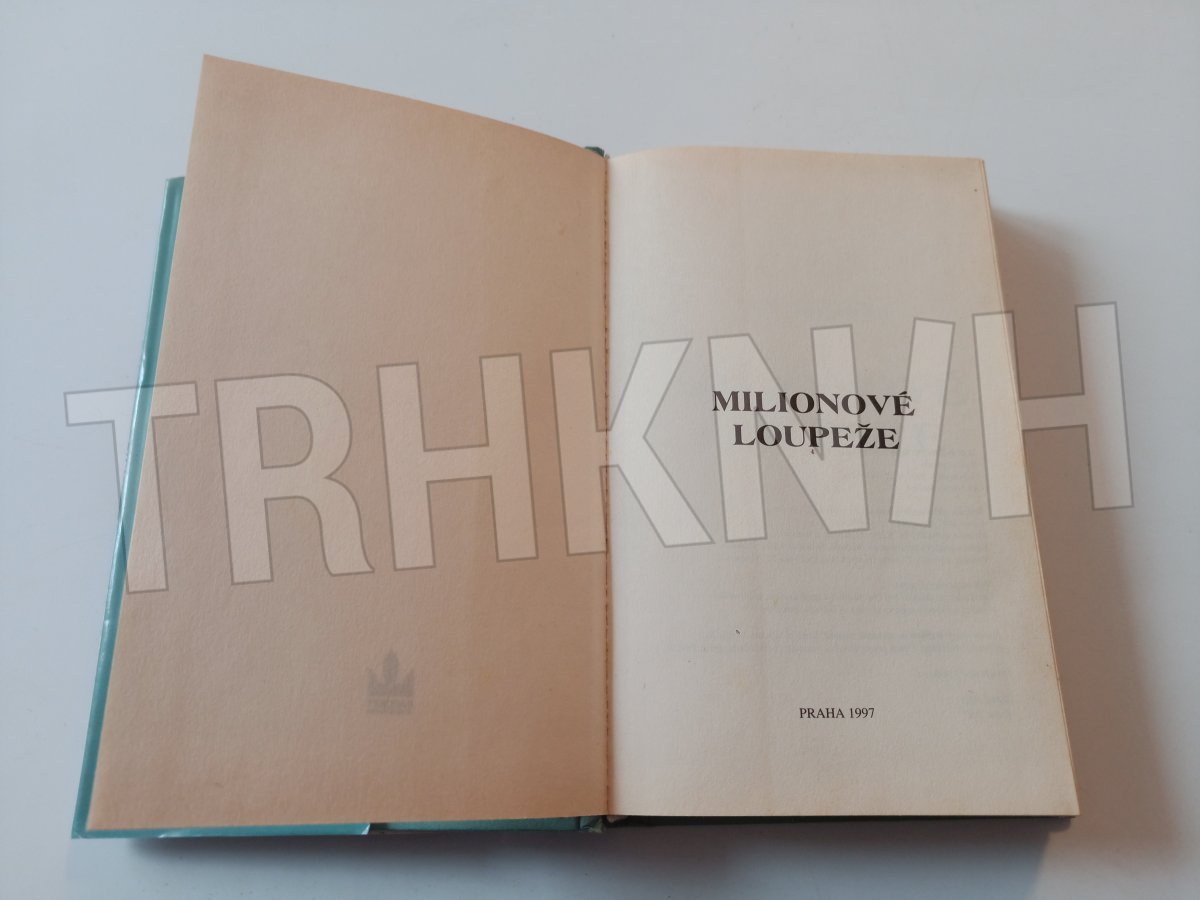 MILIONOVÉ
LOUPEŽE
TRHKNIH
PRAHA 1997